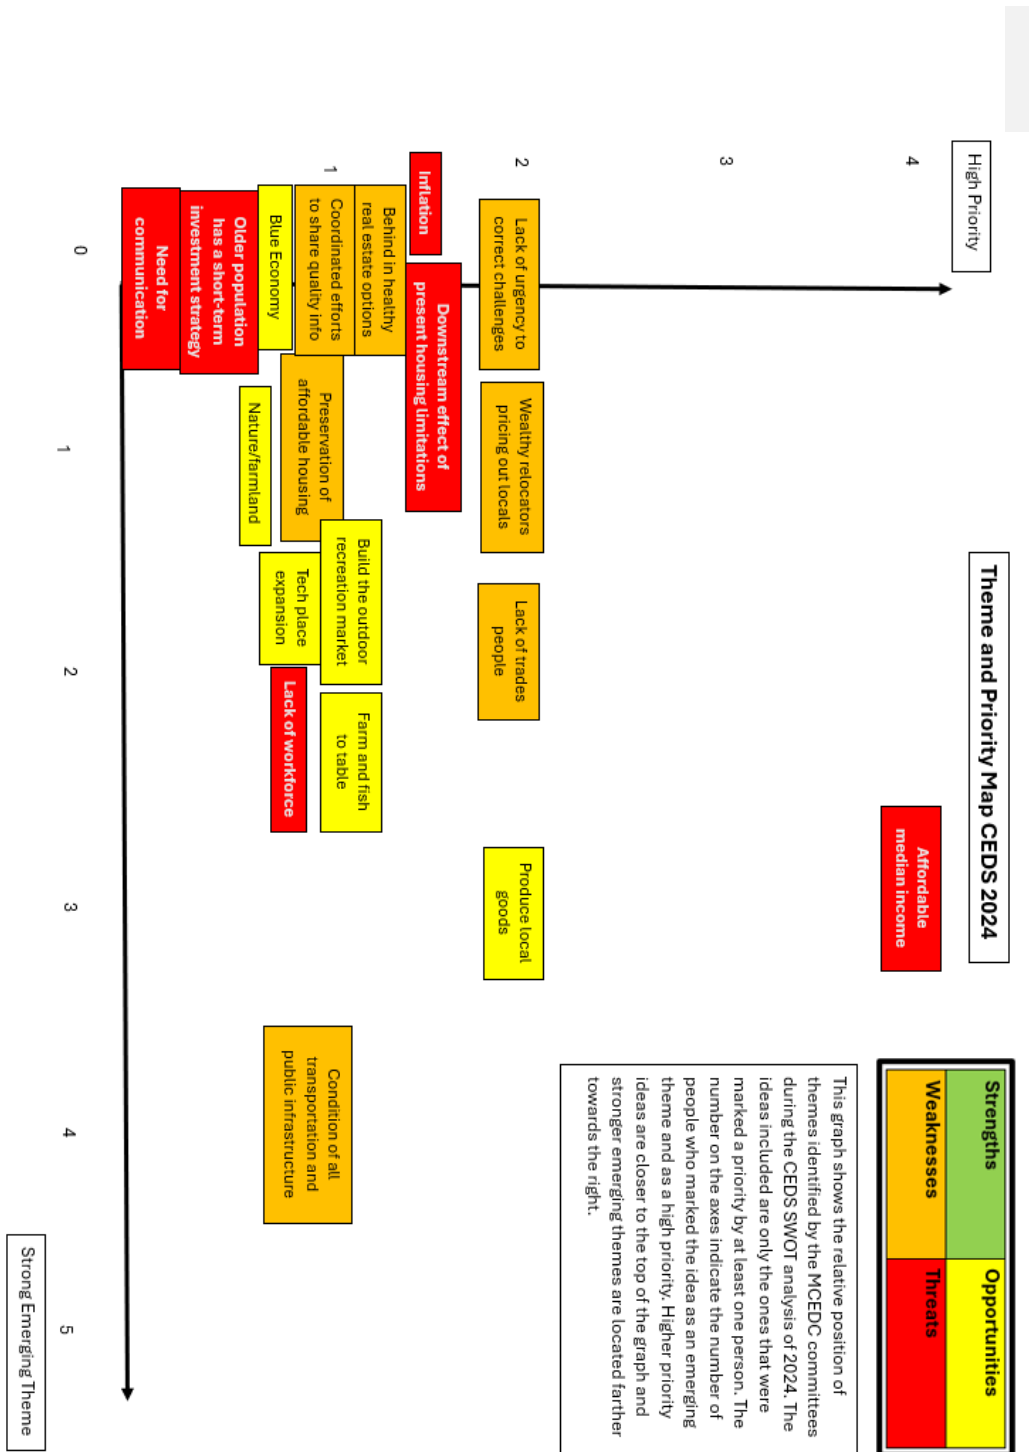 Theme and Priority Map CEDS 2024
High Priority
Strengths
Opportunities
Weaknesses
Threats
This graph shows the relative position of
themes identified by the MCEDC committees
during the CEDS SWOT analysis of 2024. The
ideas included are only the ones that were
marked a priority by at least one person. The
number on the axes indicate the number of
people who marked the idea as an emerging
theme and as a high priority. Higher priority
ideas are closer to the top of the graph and
stronger emerging themes are located farther
towards the right.
4
Affordable
median income
3
2
Lack of urgency to
correct challenges
Wealthy relocators
pricing out locals
Lack of trades
people
Produce local
goods
Inflation
Downstream effect of
present housing limitations
1
Behind in healthy
real estate options
Coordinated efforts
to share quality info
Build the outdoor
recreation market
Farm and fish
to table
Preservation of
affordable housing
Condition of all
transportation and
public infrastructure
Blue Economy
Tech place
expansion
Lack of workforce
Nature/farmland
Older population
has a short-term
investment strategy
Need for
communication
0
1
2
3
4
5
Strong Emerging Theme